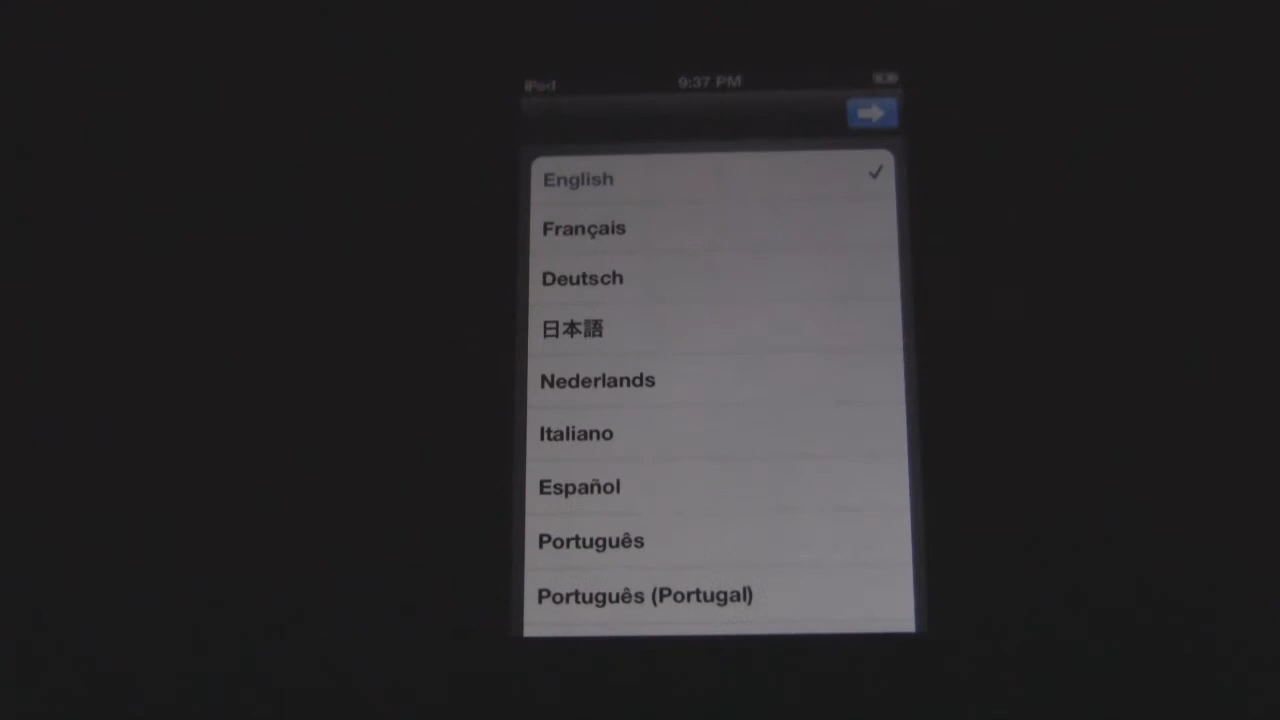 iPod 9:37 PM
English
Français
Deutsch
日本語
Nederlands
Italiano
Español
Português
Português (Portugal)